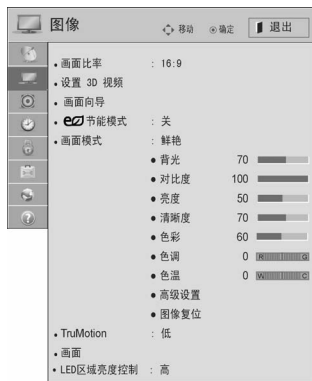 图像 移动 确定 退出
画面比率 : 16:9
设置 3D 视频
画面向导
节能模式 : 关
画面模式 : 鲜艳
背光 70
对比度 100
亮度 50
清晰度 70
色彩 60
色调 0 R G
色温 0 W C
高级设置
图像复位
TruMotion : 低
画面
LED区域亮度控制 : 高